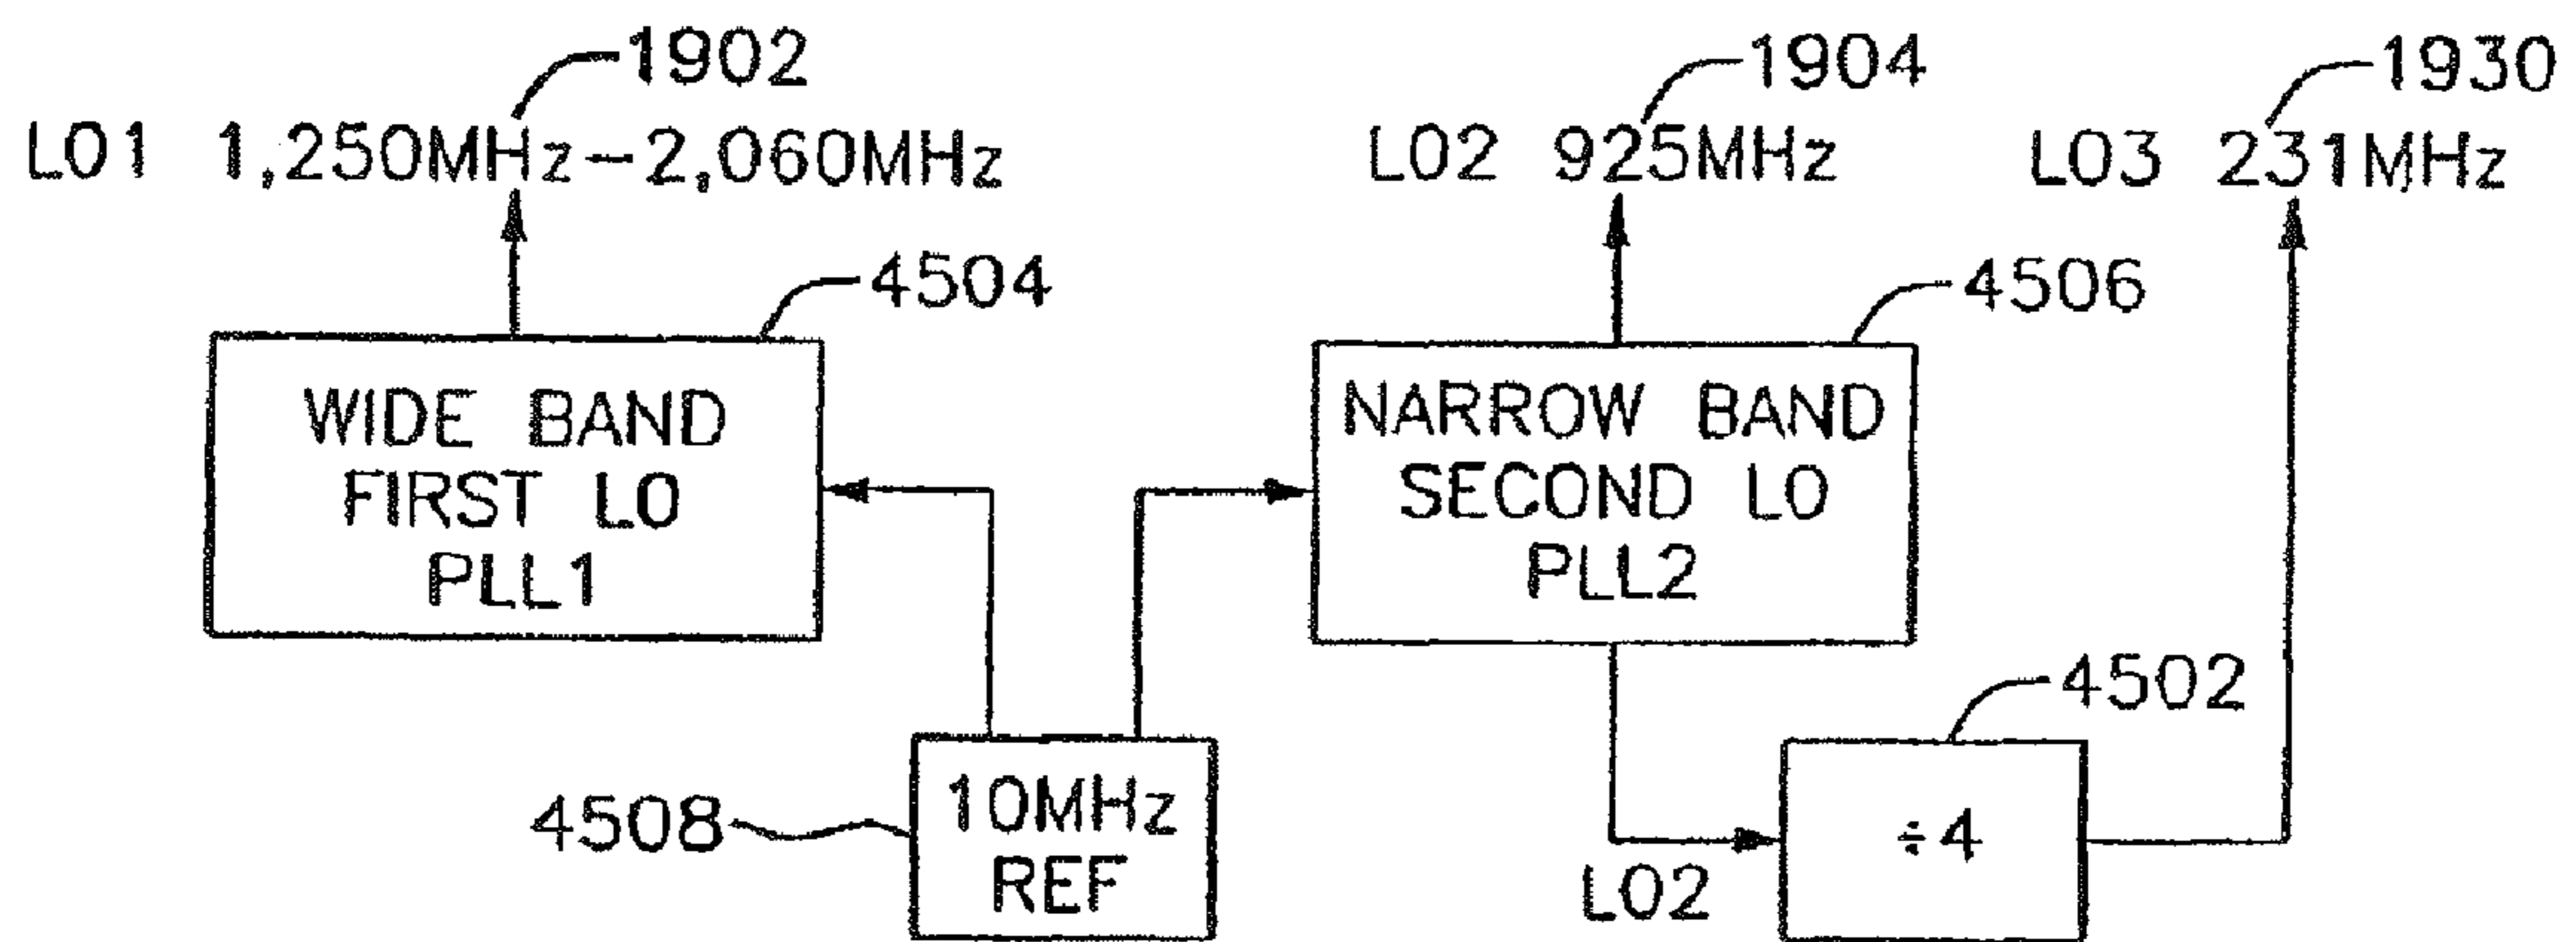 1902
1904
1930
LO1 1,250MHz-2,060MHz
LO2 925MHz
LO3 231MHz
4504
4506
WIDE BAND
FIRST LO
PLL1
NARROW BAND
SECOND LO
PLL2
4502
4508
10MHz
REF
÷4
LO2